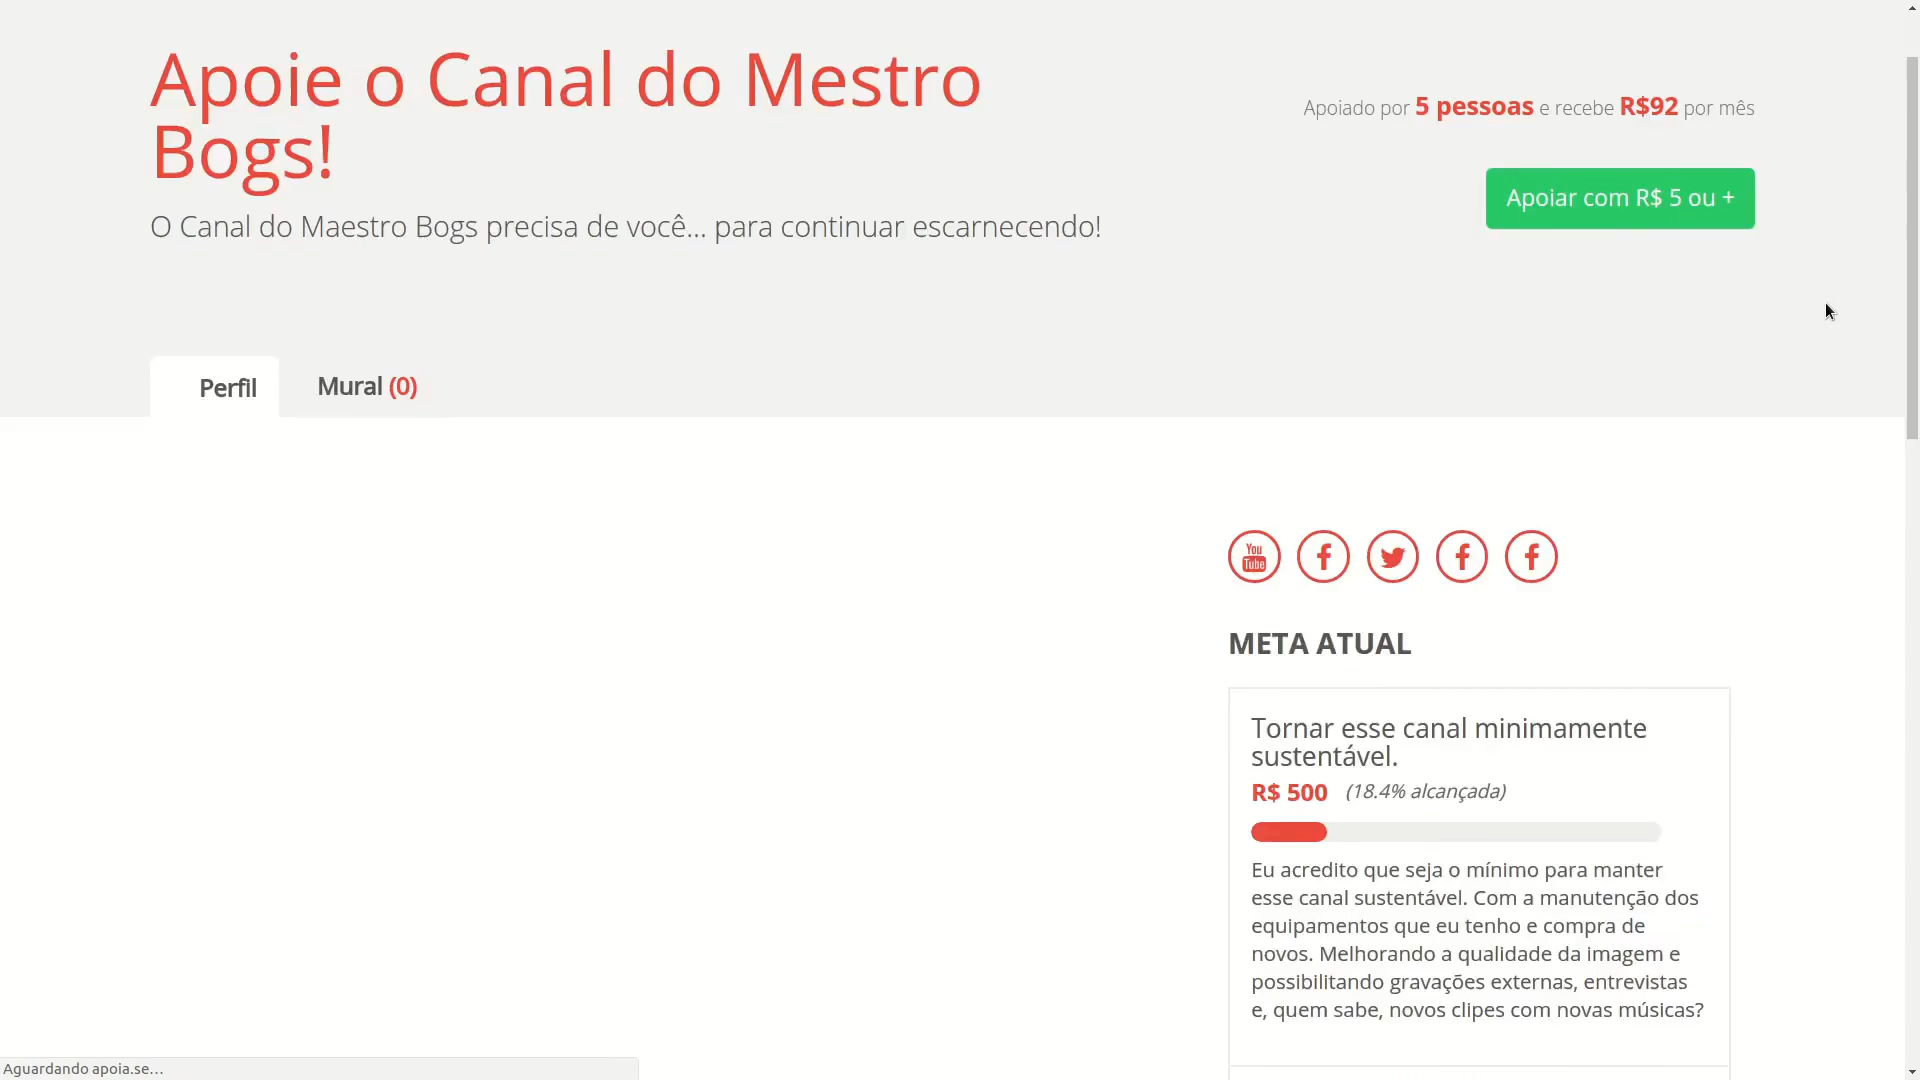 Apoie o Canal do Mestro
Bogs!
O Canal do Maestro Bogs precisa de você... para continuar escarnecendo!
Apoiado por 5 pessoas e recebe R$92 por mês
Apoiar com R$ 5 ou +
Perfil
Mural (0)
You
Tube
META ATUAL
Tornar esse canal minimamente
sustentável.
R$ 500 (18.4% alcançada)
Eu acredito que seja o mínimo para manter
esse canal sustentável. Com a manutenção dos
equipamentos que eu tenho e compra de
novos. Melhorando a qualidade da imagem e
possibilitando gravações externas, entrevistas
e, quem sabe, novos clipes com novas músicas?
Aguardando apoia.se...